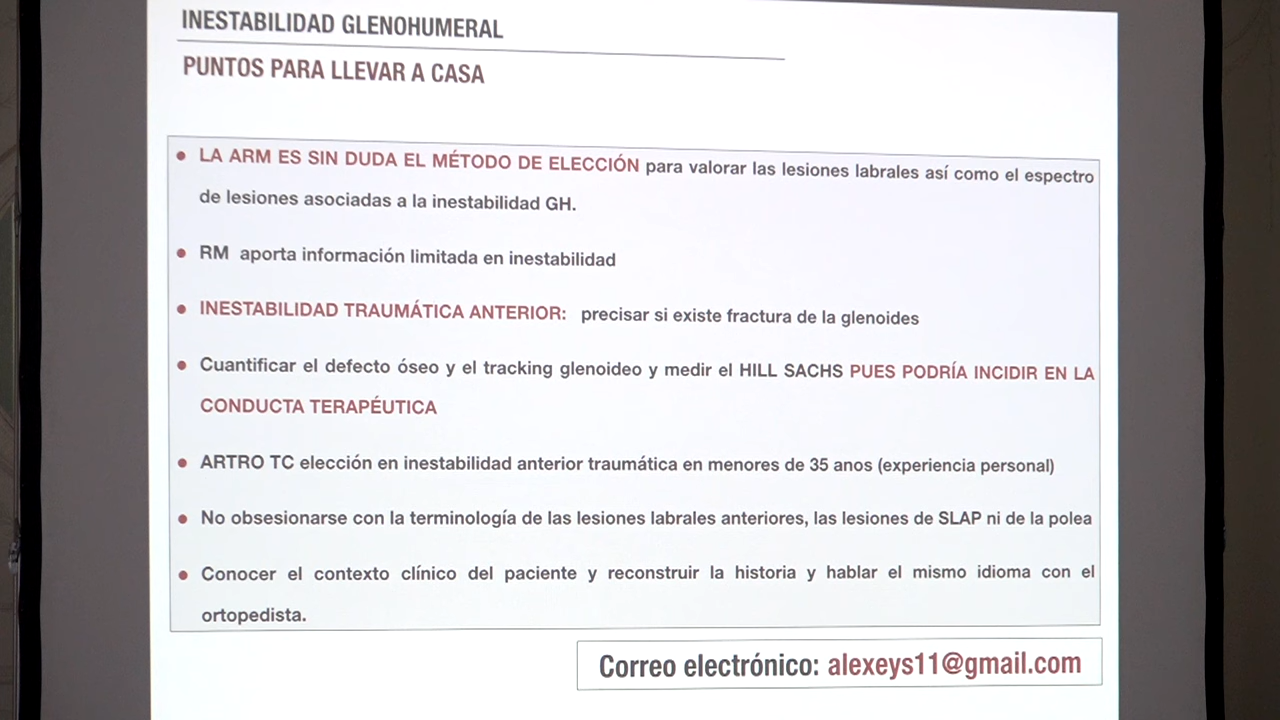 INESTABILIDAD GLENOHUMERAL
PUNTOS PARA LLEVAR A CASA
• LA ARM ES SIN DUDA EL MÉTODO DE ELECCIÓN para valorar las lesiones labrales así como el espectro
de lesiones asociadas a la inestabilidad GH.
• RM aporta información limitada en inestabilidad
• INESTABILIDAD TRAUMÁTICA ANTERIOR: precisar si existe fractura de la glenoides
• Cuantificar el defecto óseo y el tracking glenoideo y medir el HILL SACHS PUES PODRÍA INCIDIR EN LA
CONDUCTA TERAPÉUTICA
• ARTRO TC elección en inestabilidad anterior traumática en menores de 35 anos (experiencia personal)
• No obsesionarse con la terminología de las lesiones labrales anteriores, las lesiones de SLAP ni de la polea
• Conocer el contexto clínico del paciente y reconstruir la historia y hablar el mismo idioma con el
ortopedista.
Correo electrónico: alexeys11@gmail.com